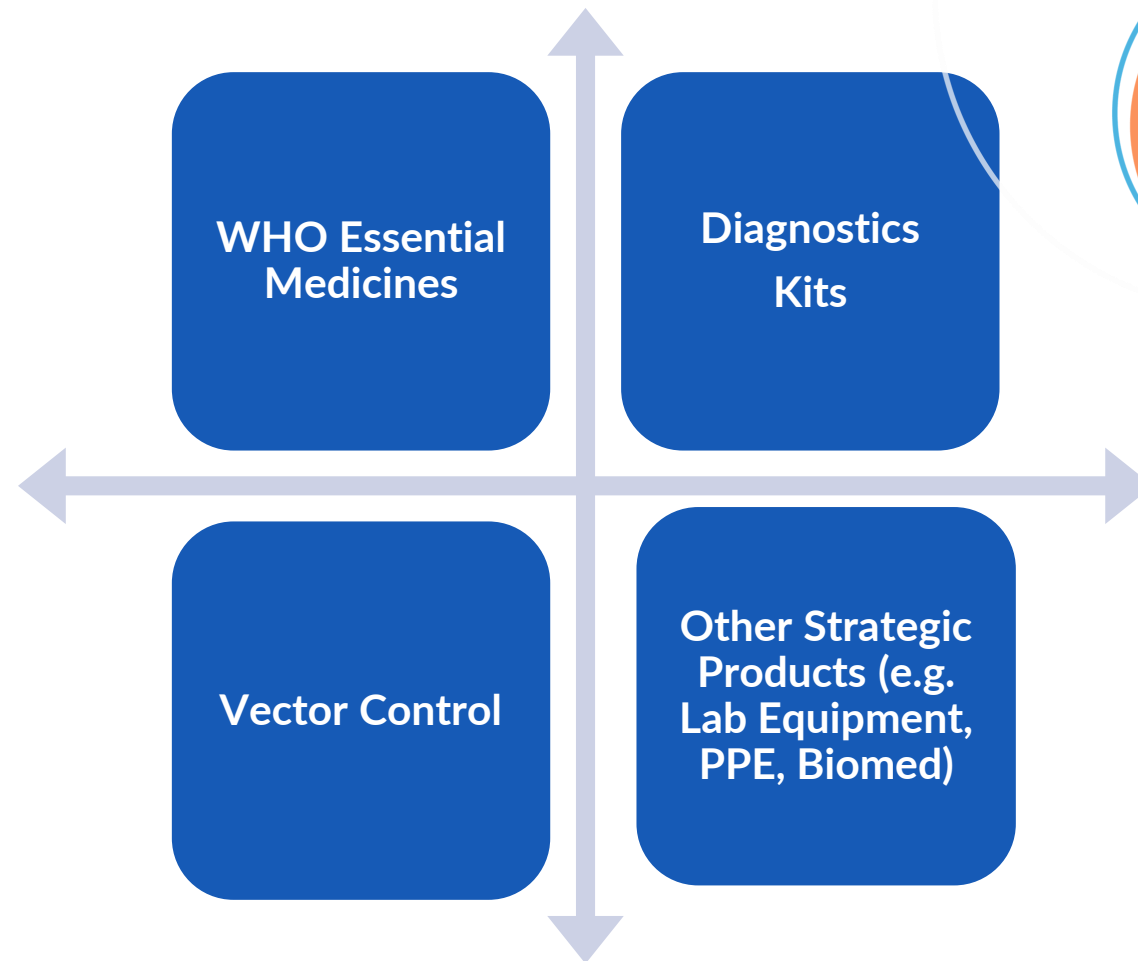 WHO Essential
Medicines
Diagnostics
Kits
Vector Control
Other Strategic
Products (e.g.
Lab Equipment,
PPE, Biomed)